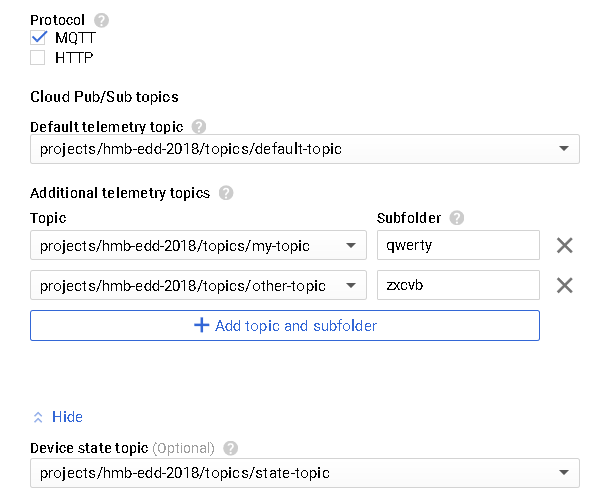 Protocol ?
MQTT
HTTP
Cloud Pub/Sub topics
Default telemetry topic ?
projects/hmb-edd-2018/topics/default-topic
Additional telemetry topics ?
Topic Subfolder ?
projects/hmb-edd-2018/topics/my-topic qwerty
projects/hmb-edd-2018/topics/other-topic zxcvb
+ Add topic and subfolder
Hide
Device state topic (Optional) ?
projects/hmb-edd-2018/topics/state-topic